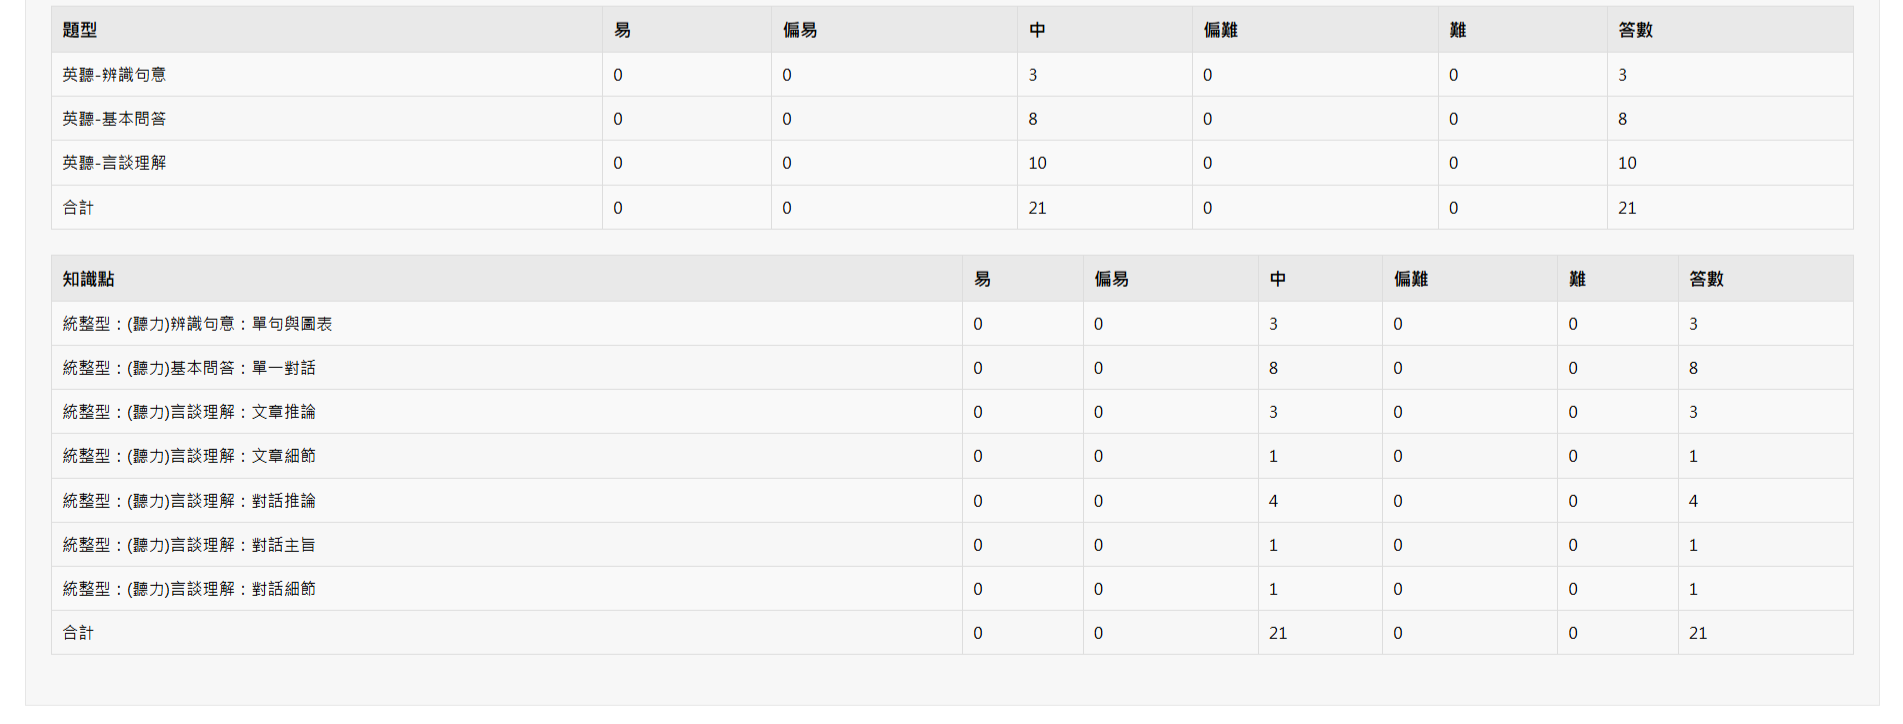 題型 易 偏易 中 偏難 難 答數
英聽-辨識句意 0 0 3 0 0 3
英聽-基本問答 0 0 8 0 0 8
英聽-言談理解 0 0 10 0 0 10
合計 0 0 21 0 0 21
知識點 易 偏易 中 偏難 難 答數
統整型：(聽力)辨識句意：單句與圖表 0 0 3 0 0 3
統整型：(聽力)基本問答：單一對話 0 0 8 0 0 8
統整型：(聽力)言談理解：文章推論 0 0 3 0 0 3
統整型：(聽力)言談理解：文章細節 0 0 1 0 0 1
統整型：(聽力)言談理解：對話推論 0 0 4 0 0 4
統整型：(聽力)言談理解：對話主旨 0 0 1 0 0 1
統整型：(聽力)言談理解：對話細節 0 0 1 0 0 1
合計 0 0 21 0 0 21